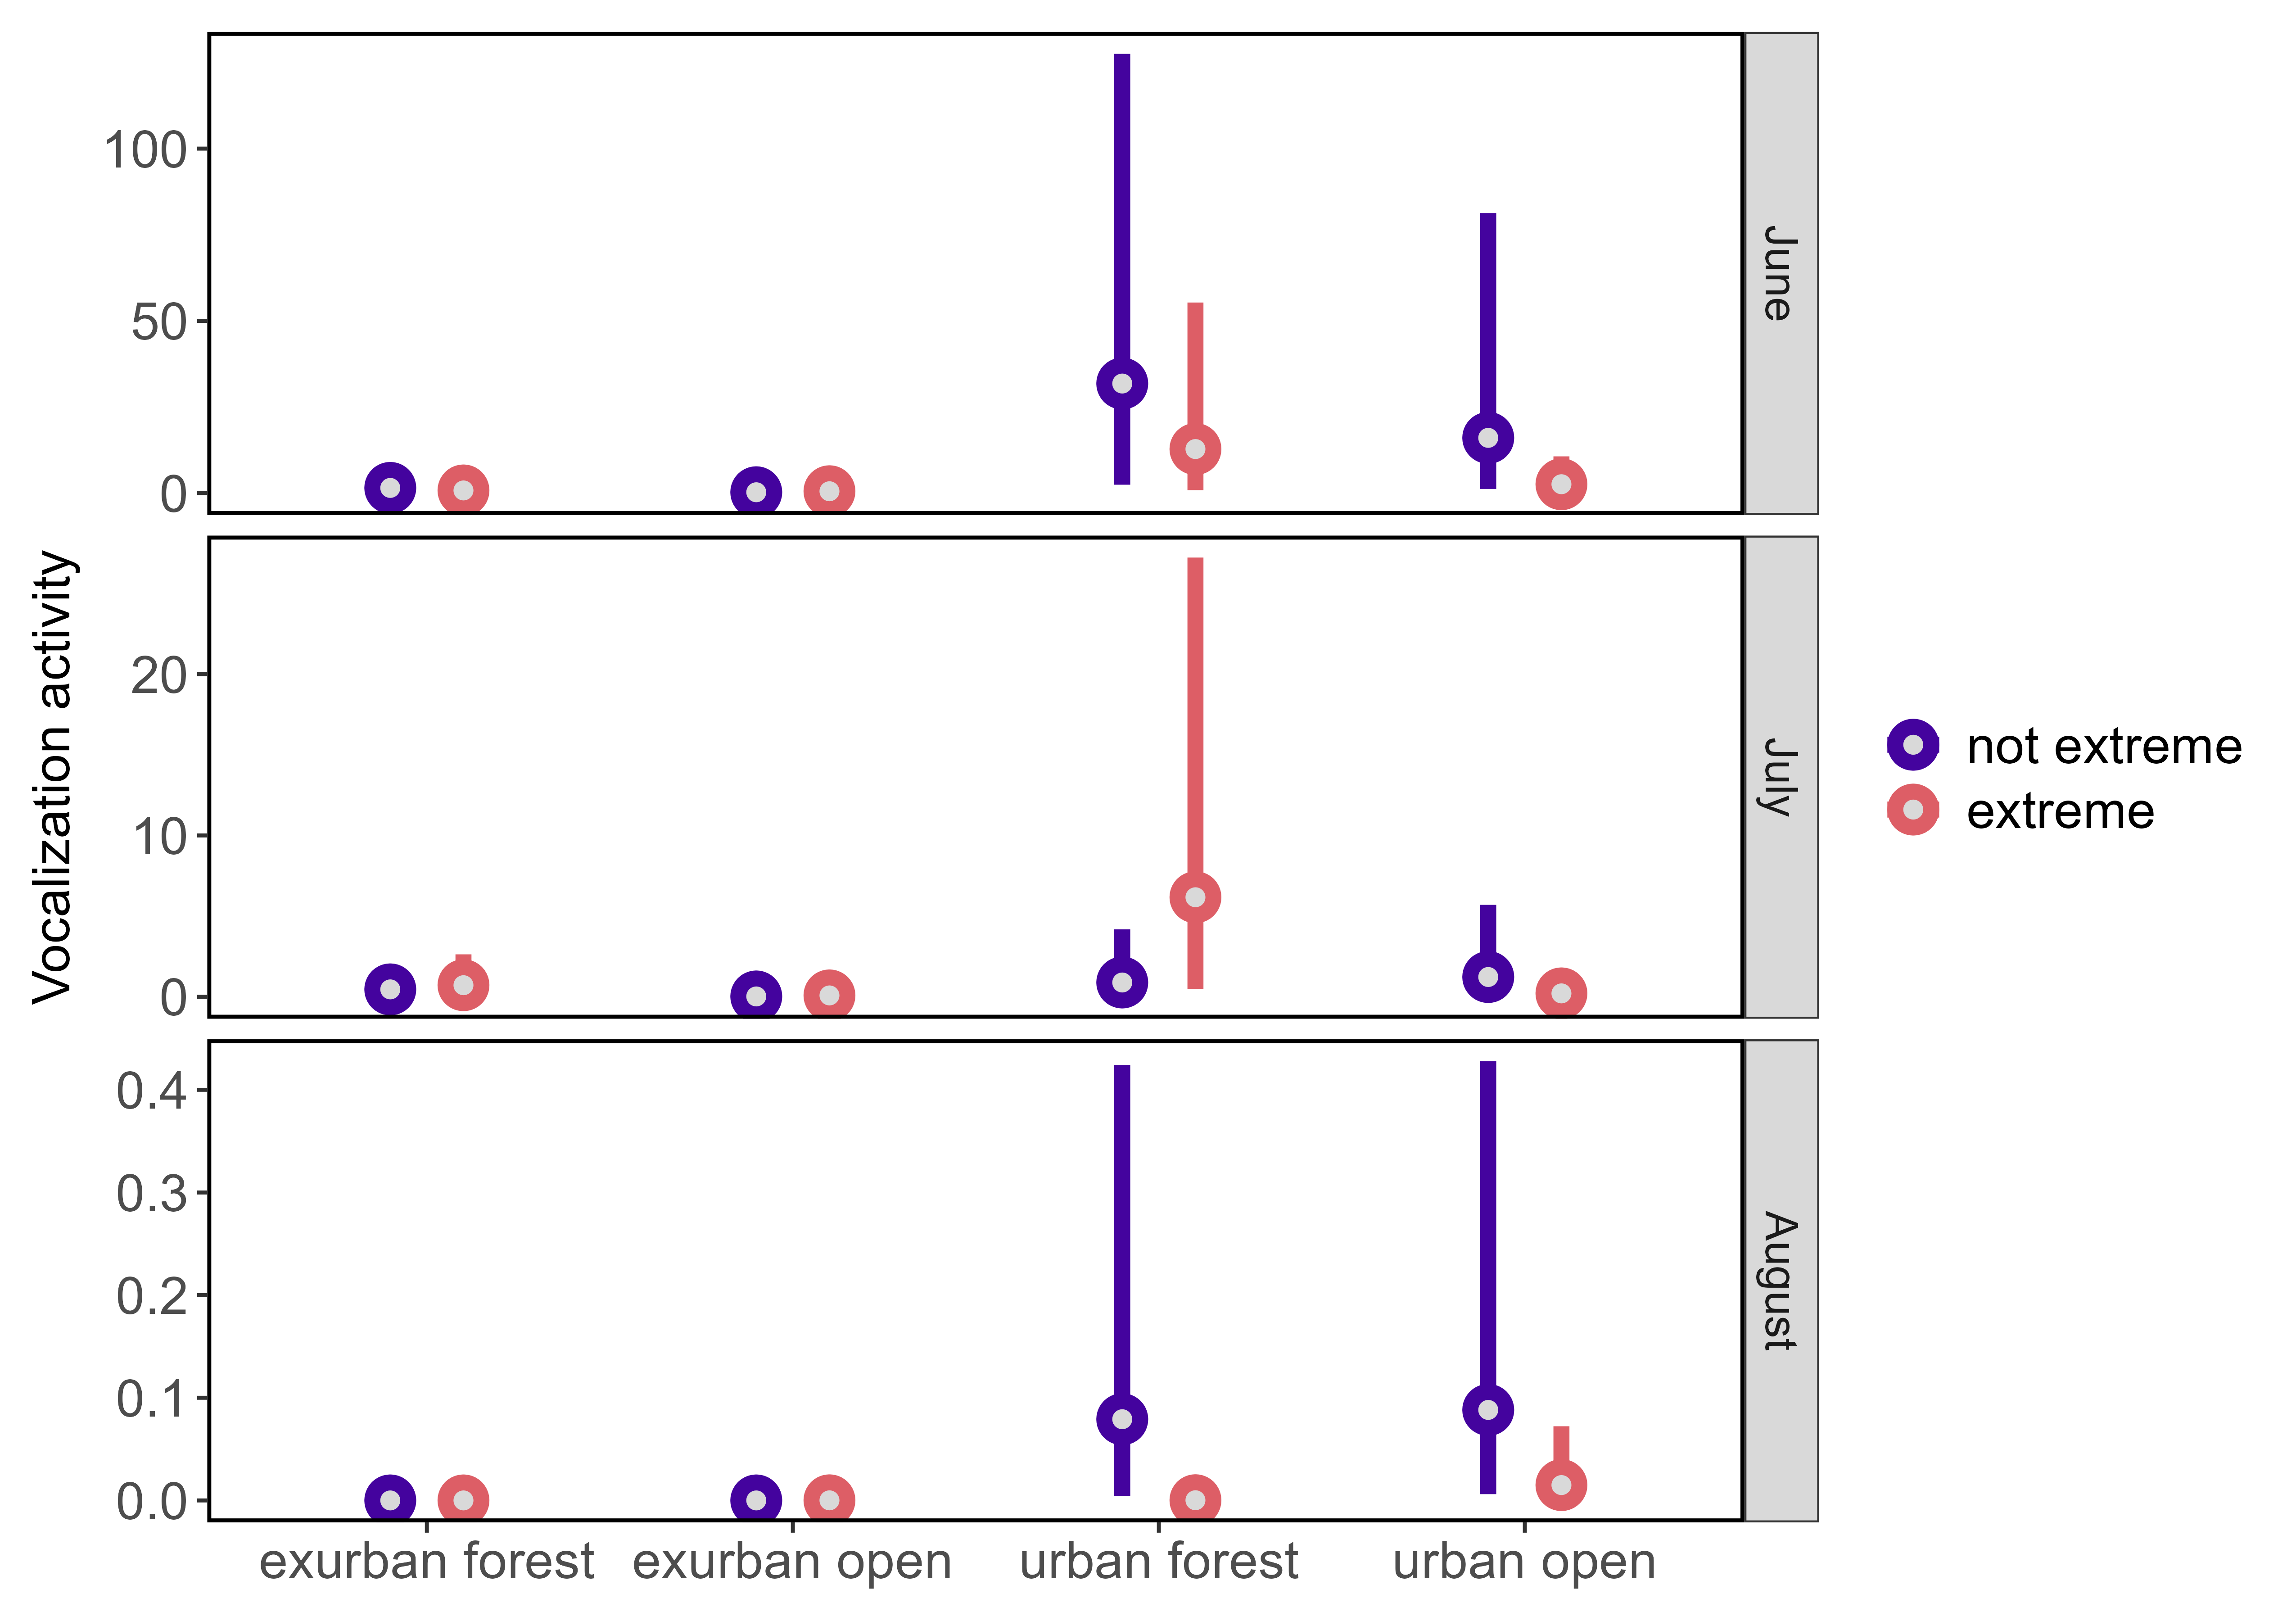 Vocalization activity
100
50
0
June
20
10
0
July
0.4
0.3
0.2
0.1
0.0
August
exurban forest
exurban open
urban forest
urban open
not extreme
extreme